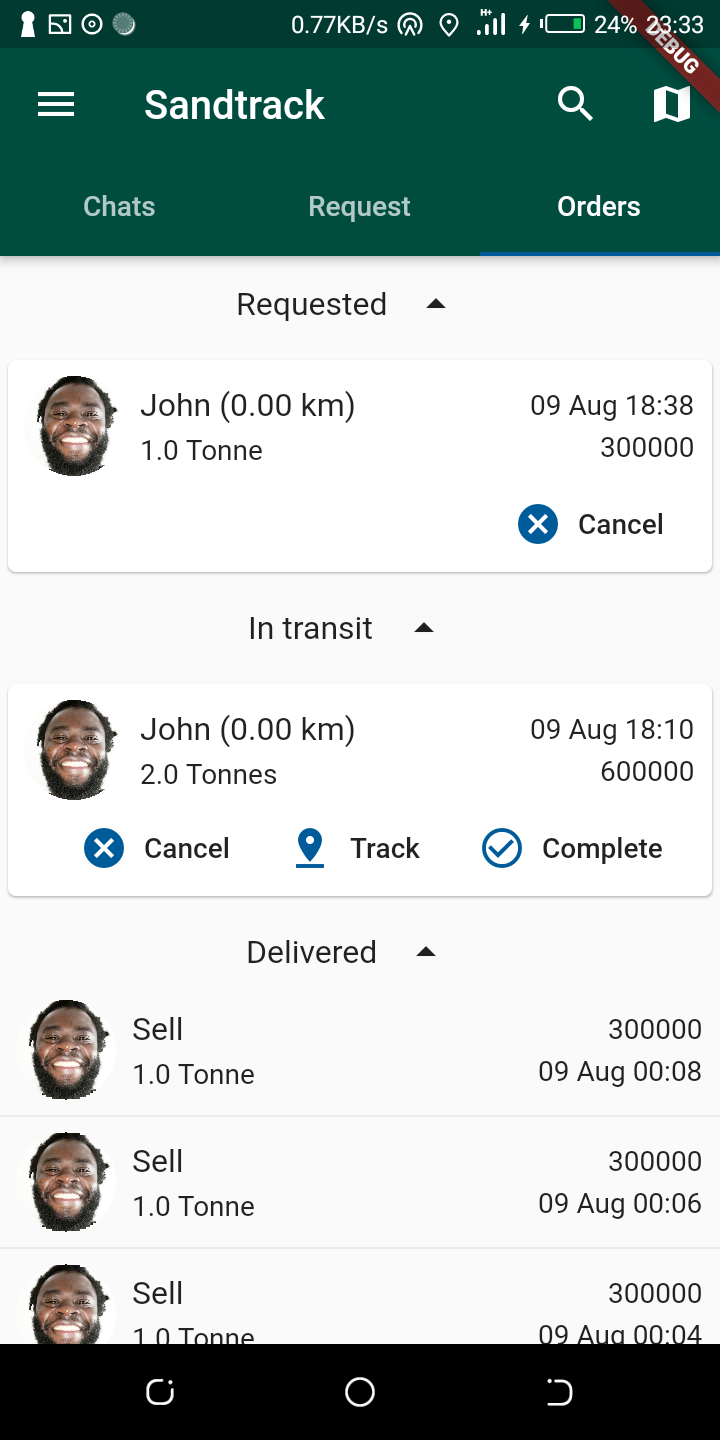 0.77KB/s H+ 24% 23:33
DEBUG
Sandtrack
Chats Request Orders
Requested
John (0.00 km) 09 Aug 18:38
1.0 Tonne 300000
Cancel
In transit
John (0.00 km) 09 Aug 18:10
2.0 Tonnes 600000
Cancel Track Complete
Delivered
Sell 300000
1.0 Tonne 09 Aug 00:08
Sell 300000
1.0 Tonne 09 Aug 00:06
Sell 300000
1.0 Tonne 09 Aug 00:04